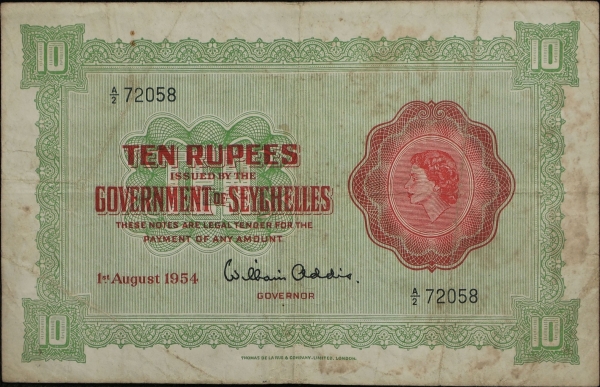 10 10
A/2 72058
TEN RUPEES
ISSUED BY THE
GOVERNMENT OF SEYCHELLES
THESE NOTES ARE LEGAL TENDER FOR THE
PAYMENT OF ANY AMOUNT
1st August 1954 William Addis.
GOVERNOR
A/2 72058
10 10
THOMAS DE LA RUE & COMPANY, LIMITED, LONDON.